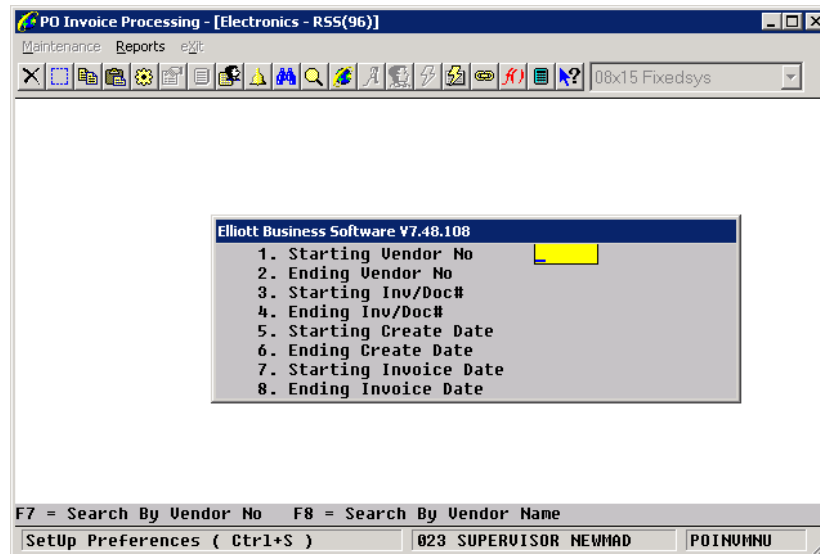 PO Invoice Processing - [Electronics - RSS(96)]
Maintenance Reports eXit
08x15 Fixedsys
Elliott Business Software V7.48.108
1. Starting Vendor No
2. Ending Vendor No
3. Starting Inv/Doc#
4. Ending Inv/Doc#
5. Starting Create Date
6. Ending Create Date
7. Starting Invoice Date
8. Ending Invoice Date
F7 = Search By Vendor No F8 = Search By Vendor Name
SetUp Preferences ( Ctrl+S ) 023 SUPERVISOR NEWMAD POINVMNU